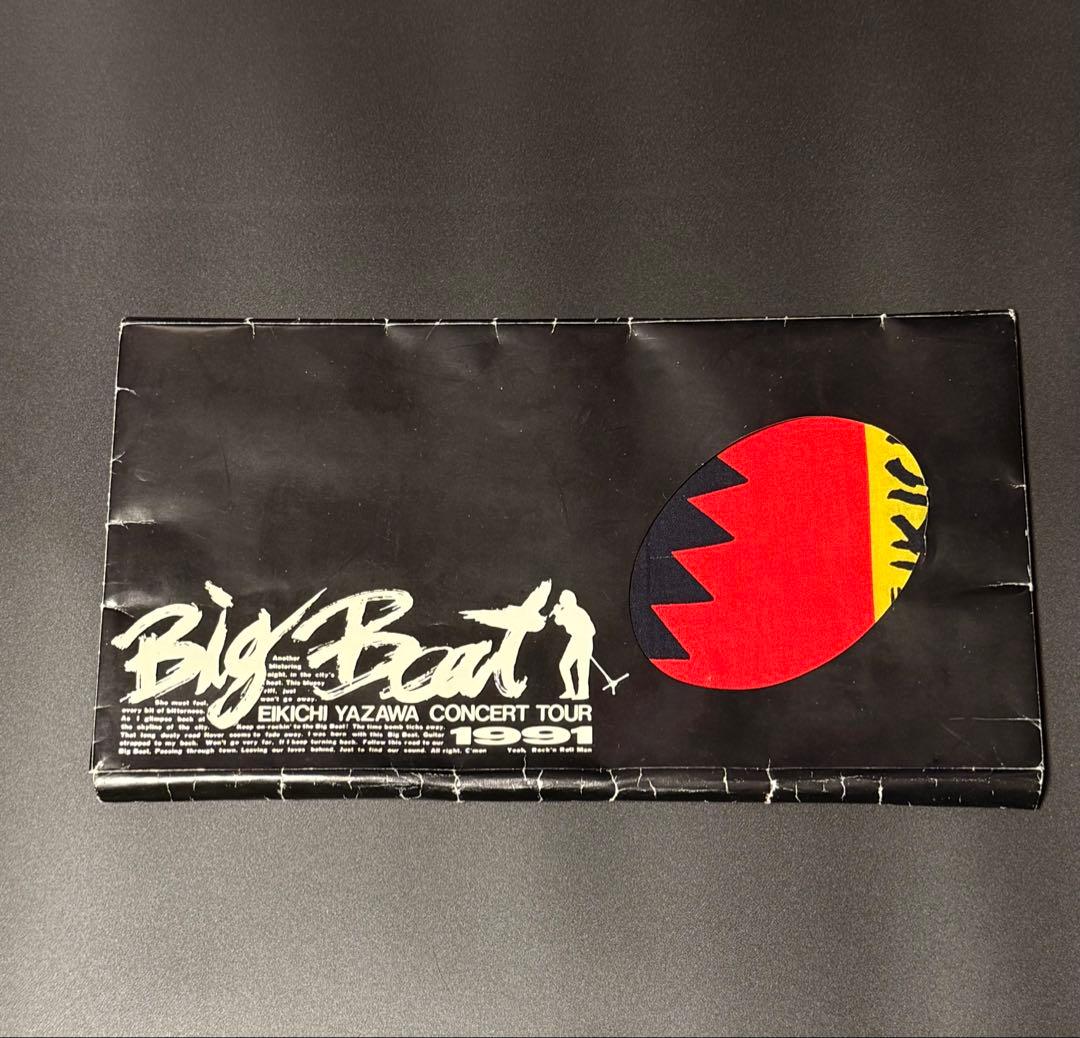 Big Beat
Another
blistering
night, in the city's
heat. This bluesy
riff, just
won't go away.
She must feel,
every bit of bitterness.
As I glimpse back at
The skyline of the city.
EIKICHI YAZAWA CONCERT TOUR
1991
Keep on rockin' to the Big Beat! The time bomb's tickin'
That long dusty road never seems to fade away. I was born with this Big Beat. Guitar
strapped to my back. Won't go very far, if I keep turning back. Follow this road to our
Big Beat. Passing through town. Leaving our loves behind. Just to find our sound. All right. C'mon Yeah, Rock'n Roll Man